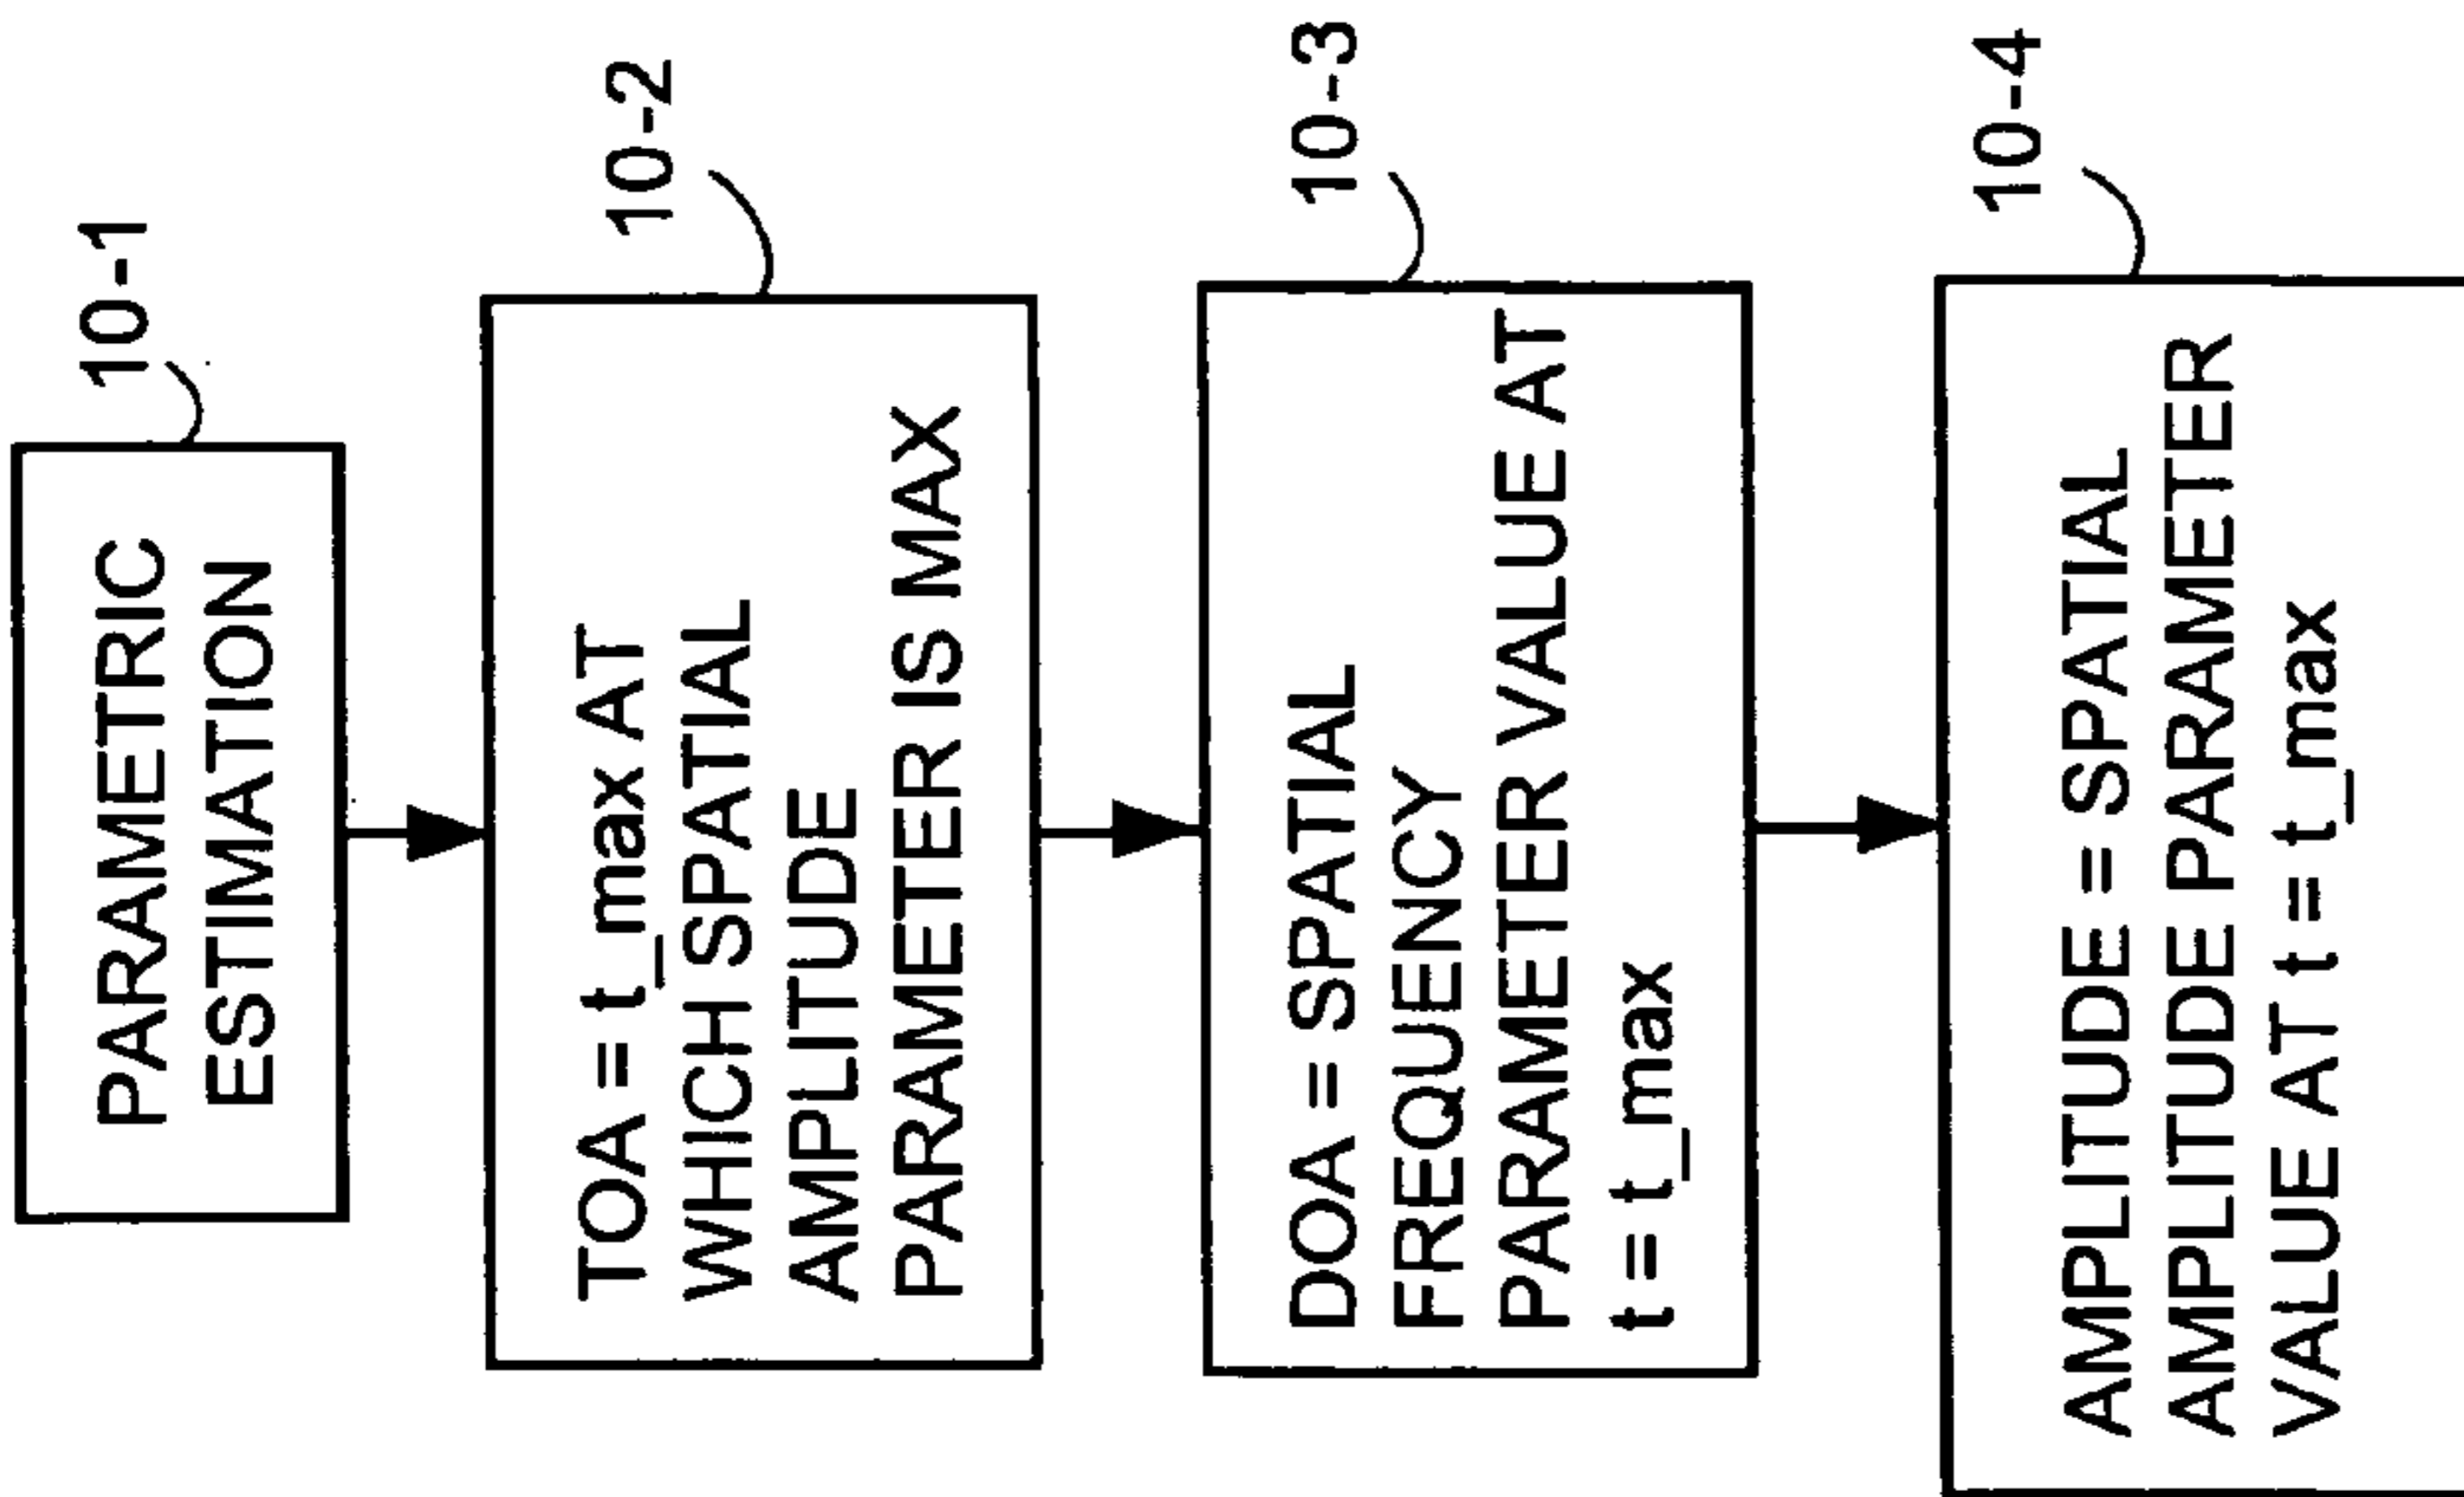 10-1
PARAMETRIC
ESTIMATION
10-2
TOA = t_max AT
WHICH SPATIAL
AMPLITUDE
PARAMETER IS MAX
10-3
DOA = SPATIAL
FREQUENCY
PARAMETER VALUE AT
t = t_max
10-4
AMPLITUDE = SPATIAL
AMPLITUDE PARAMETER
VALUE AT t = t_max